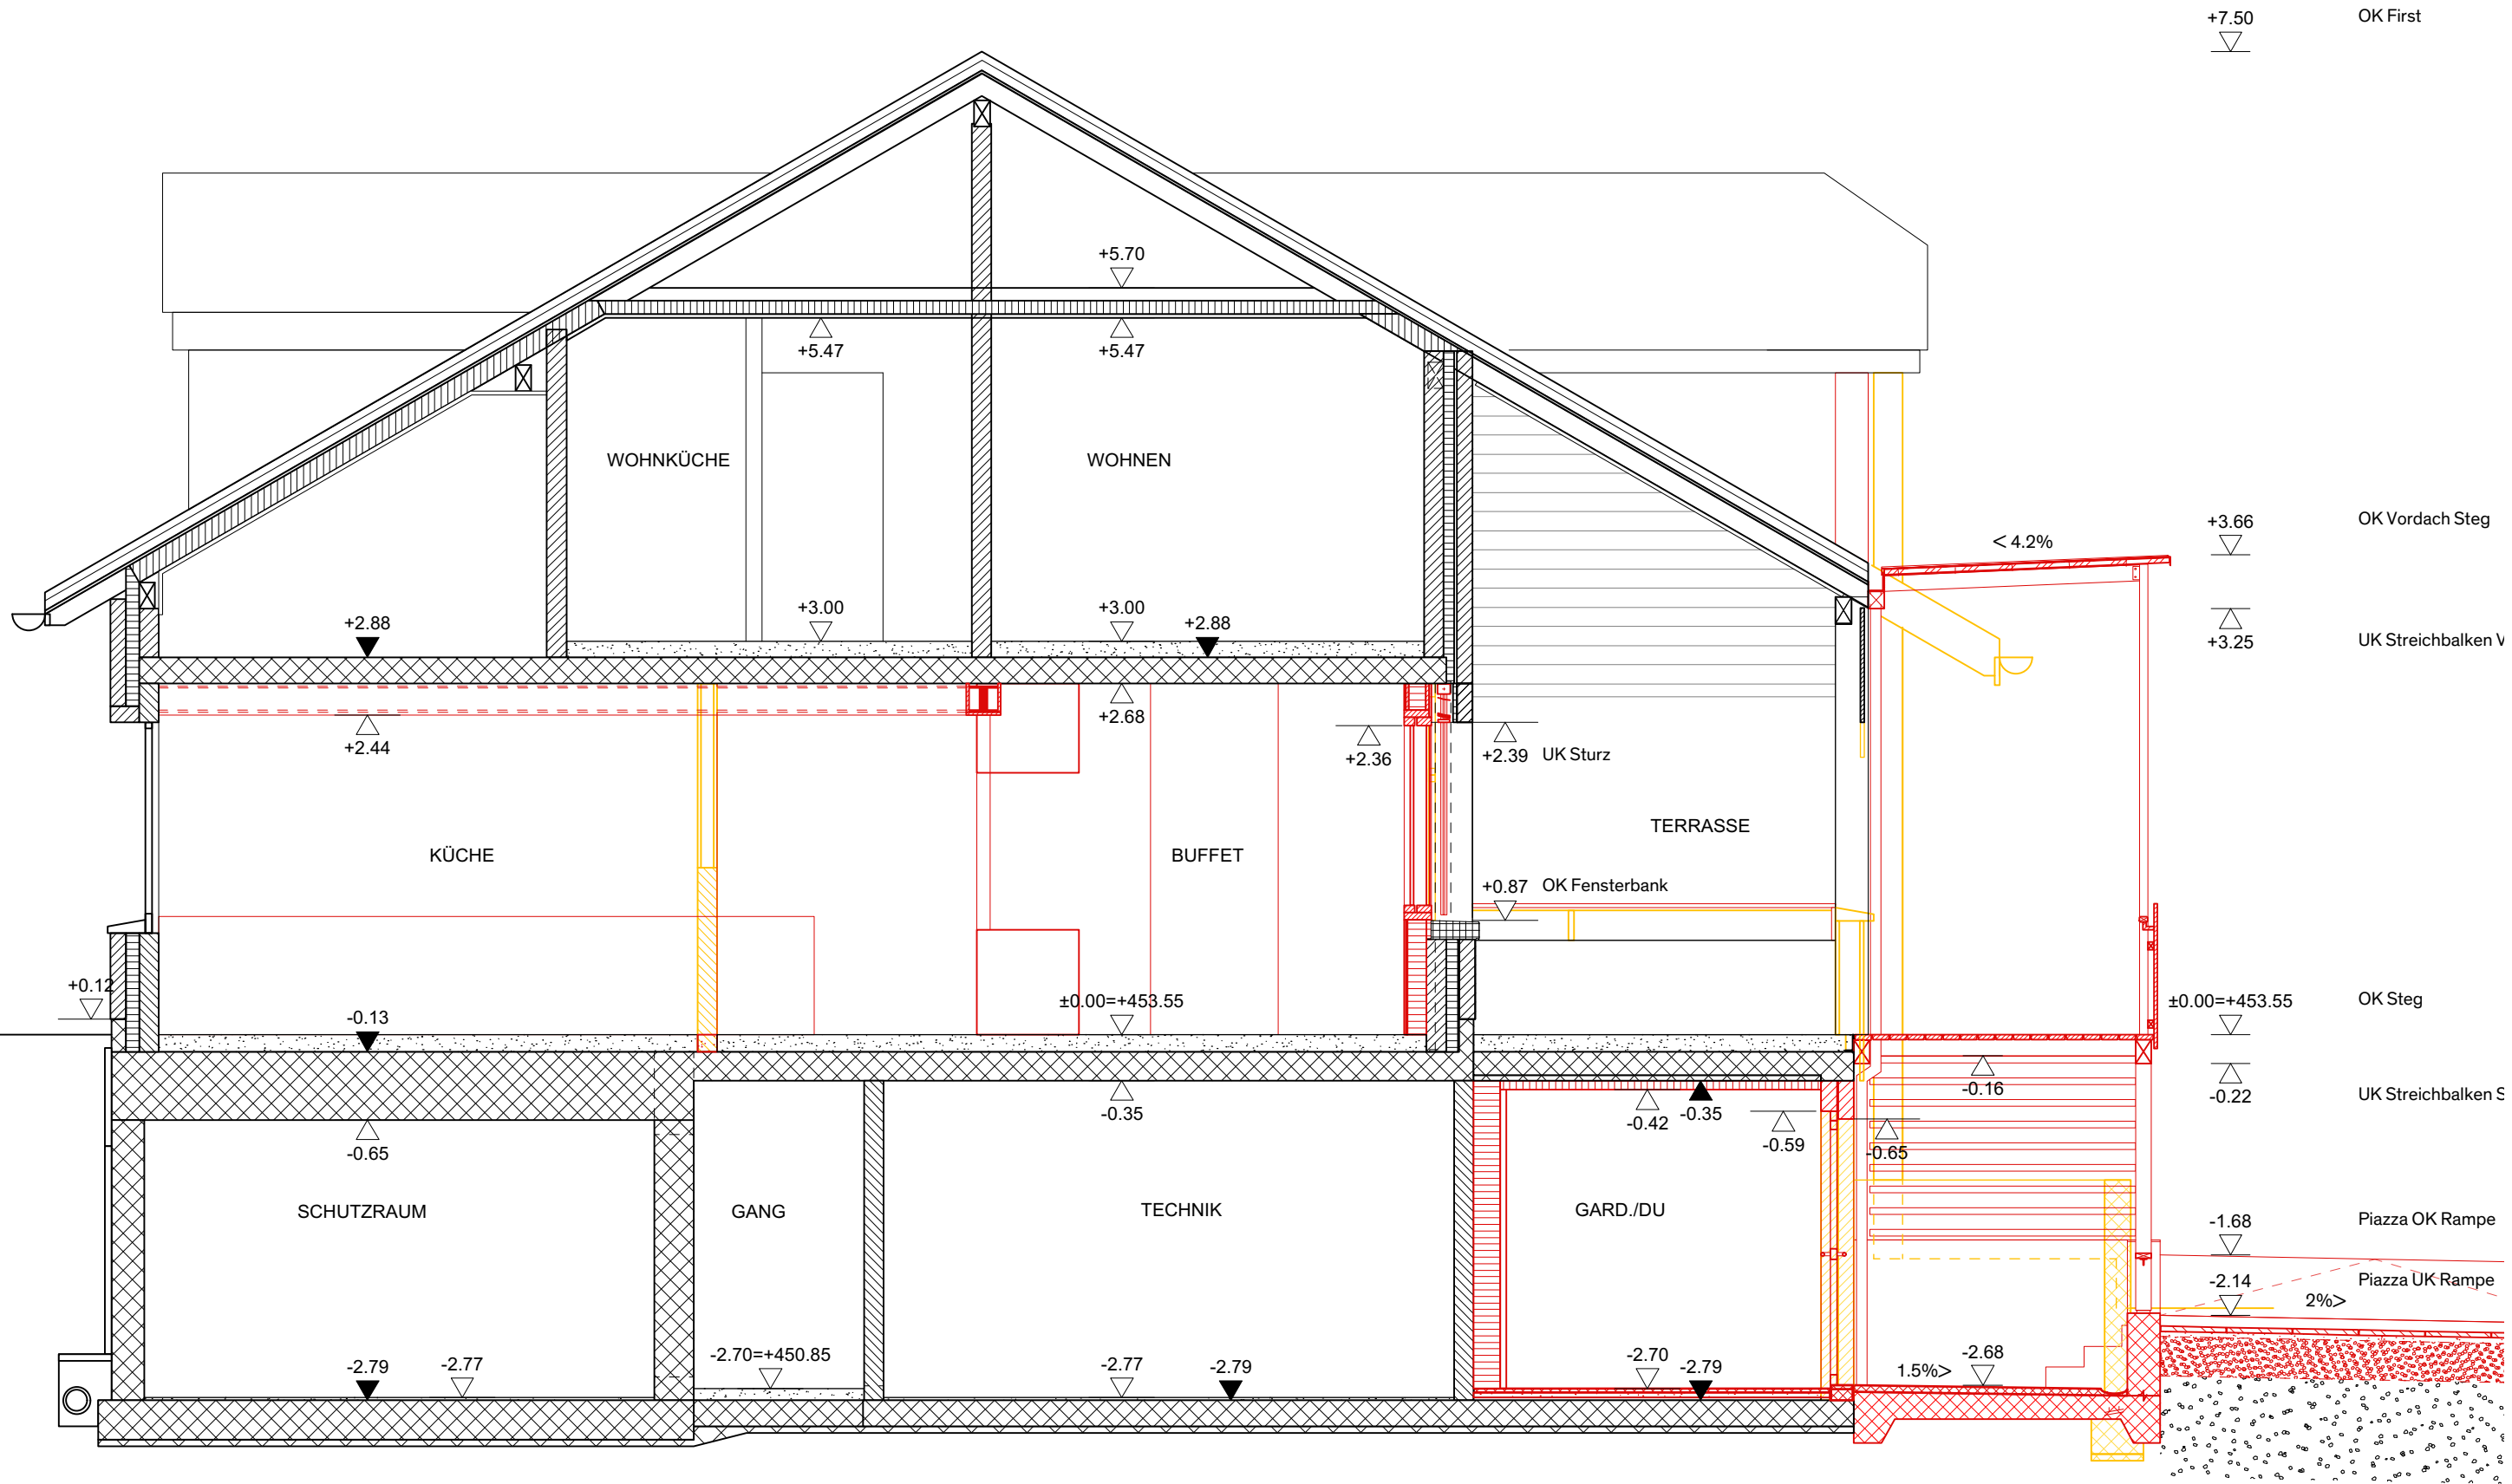 +7.50 OK First
+5.70
+5.47
+5.47
WOHNKÜCHE
WOHNEN
+3.66 OK Vordach Steg
< 4.2%
+2.88
+3.00
+3.00
+2.88
+3.25 UK Streichbalken V
+2.44
+2.68
+2.36
+2.39 UK Sturz
TERRASSE
KÜCHE
BUFFET
+0.87 OK Fensterbank
+0.12
-0.13
±0.00=+453.55
±0.00=+453.55 OK Steg
-0.16
-0.22 UK Streichbalken S
-0.35
-0.42
-0.35
-0.59
-0.65
-0.65
SCHUTZRAUM
GANG
TECHNIK
GARD./DU
-1.68 Piazza OK Rampe
-2.14 Piazza UK Rampe
2%>
-2.79
-2.77
-2.70=+450.85
-2.77
-2.79
-2.70
-2.79
1.5%>
-2.68